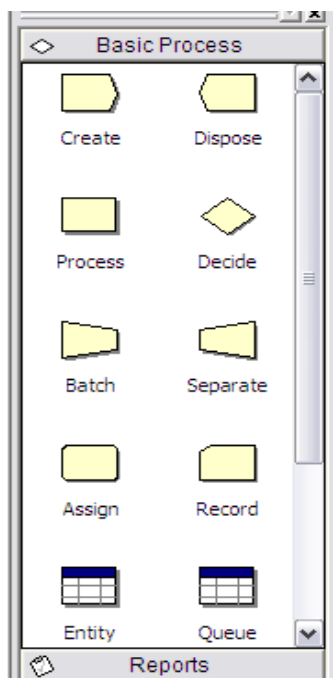 Basic Process
Create Dispose
Process Decide
Batch Separate
Assign Record
Entity Queue
Reports